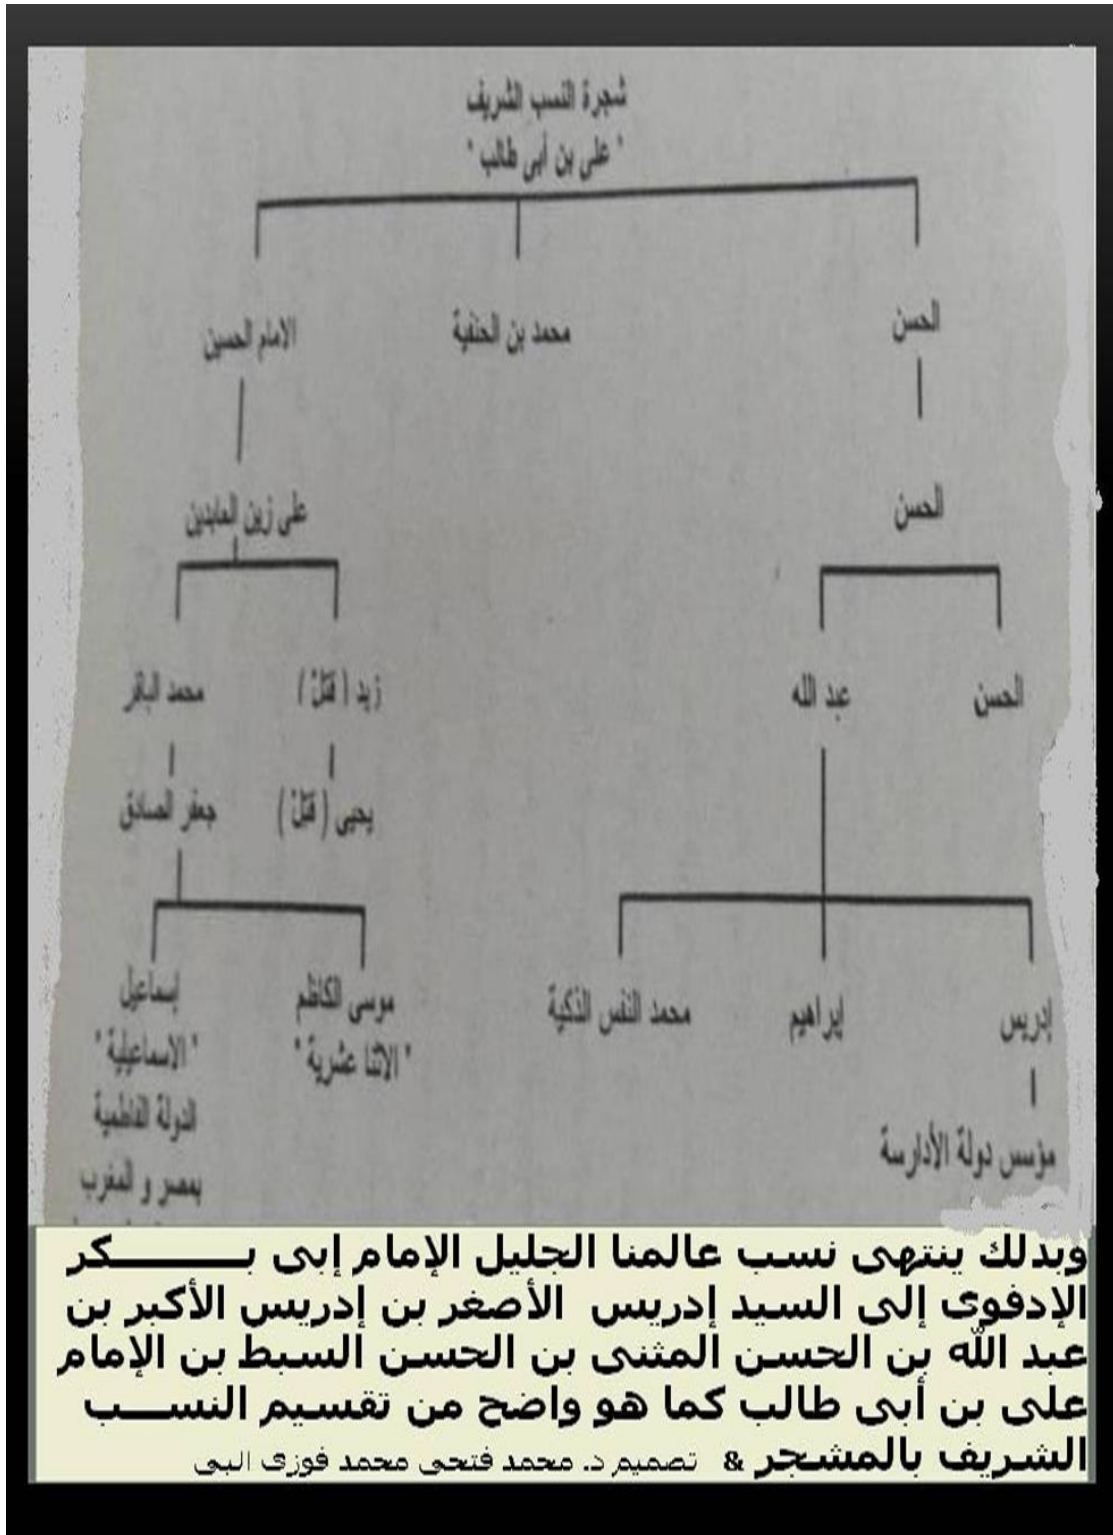 شجرة النسب الشريف
" على بن أبى طالب "
الحسن
محمد بن الحنفية
الامام الحسين
الحسن
على زين العابدين
الحسن
عبد الله
زيد ( قتل )
محمد الباقر
يحيى ( قتل )
جعفر الصادق
إدريس
إبراهيم
محمد النفس الذكية
موسى الكاظم
إسماعيل
" الاثنا عشرية "
" الاسماعيلية "
مؤسس دولة الأدارسة
الدولة الفاطمية
بمصر و المغرب
وبذلك ينتهى نسب عالمنا الجليل الإمام إبى بـــــــكر
الإدفوى إلى السيد إدريس الأصغر بن إدريس الأكبر بن
عبد الله بن الحسن المثنى بن الحسن السبط بن الإمام
على بن أبى طالب كما هو واضح من تقسيم النســـب
الشريف بالمشجر & تصميم د. محمد فتحى محمد فوزى البى